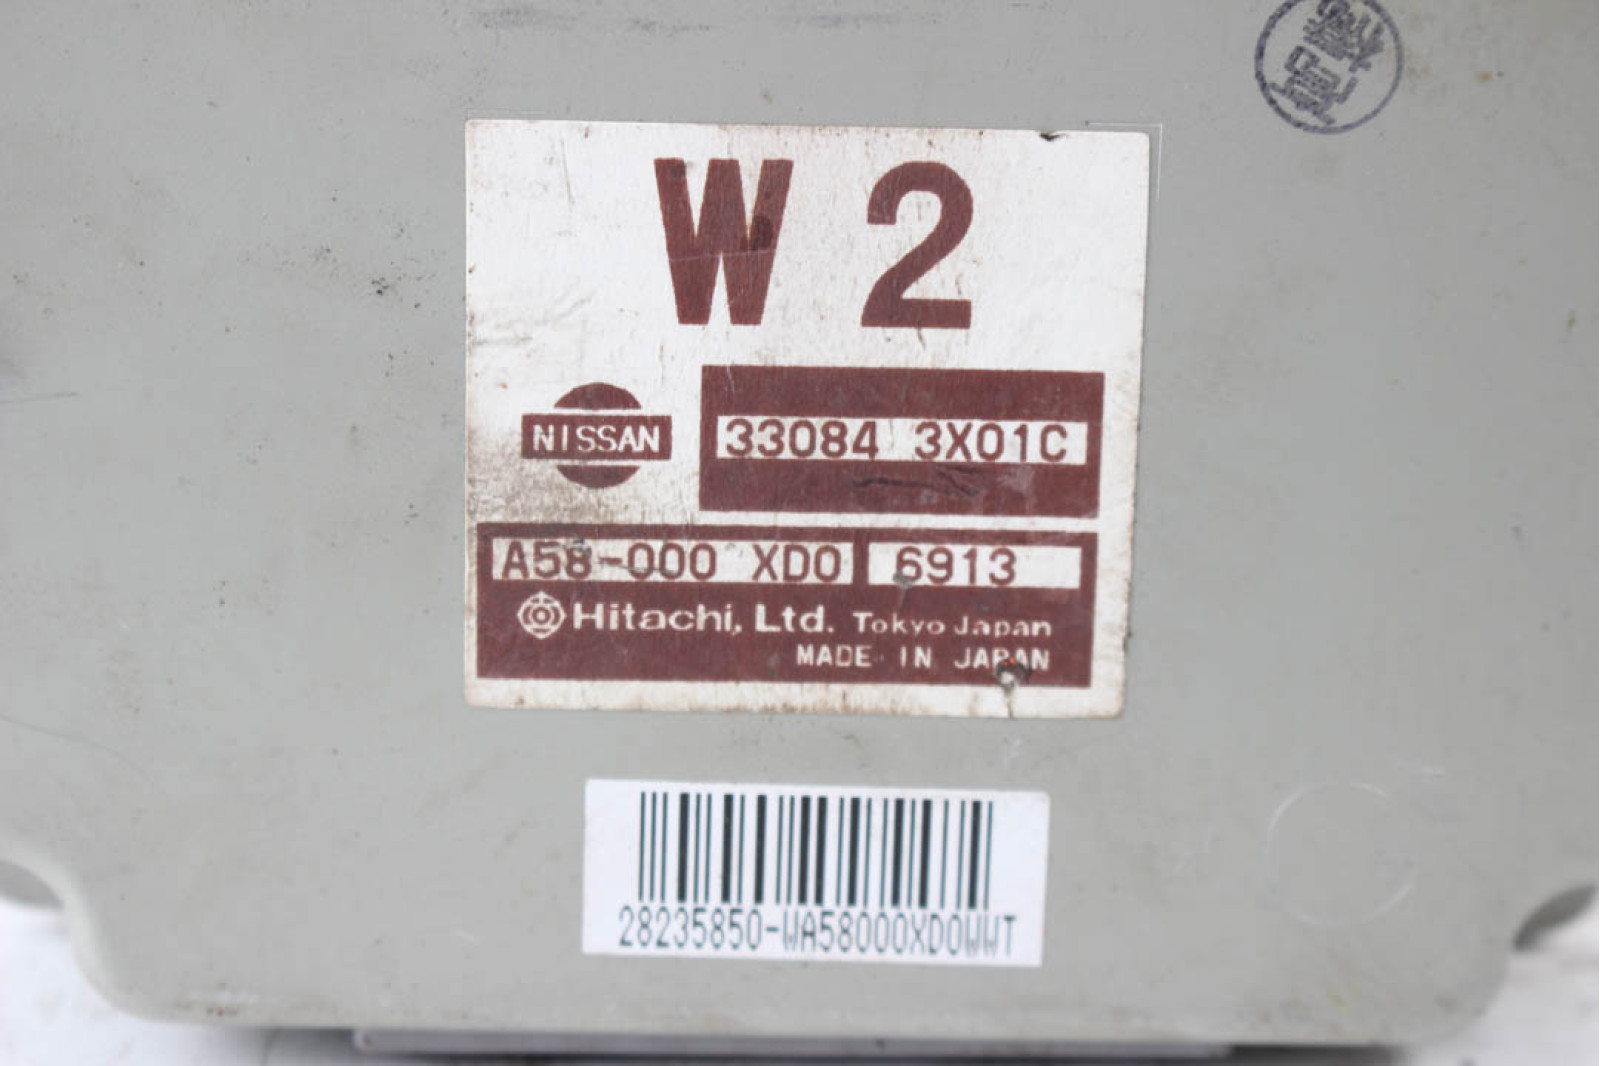 W 2
NISSAN
33084 3X01C
A58-000 XD0 6913
Hitachi, Ltd. Tokyo Japan
MADE IN JAPAN
28235850-WA58000XD0WWT